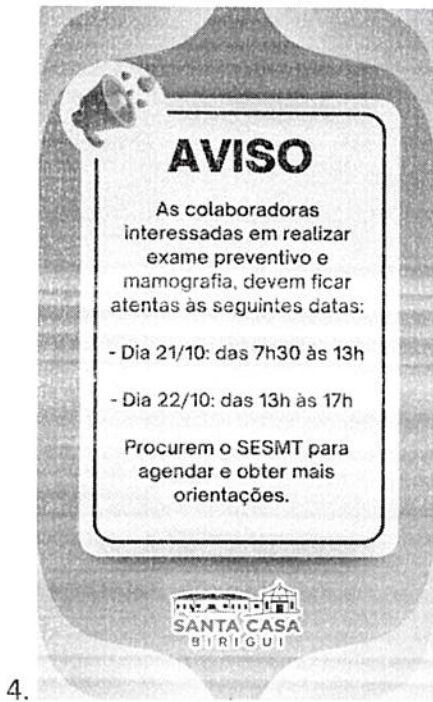 AVISO
As colaboradoras
interessadas em realizar
exame preventivo e
mamografia, devem ficar
atentas às seguintes datas:
- Dia 21/10: das 7h30 às 13h
- Dia 22/10: das 13h às 17h
Procurem o SESMT para
agendar e obter mais
orientações.
SANTA CASA
BIRIGUI
4.